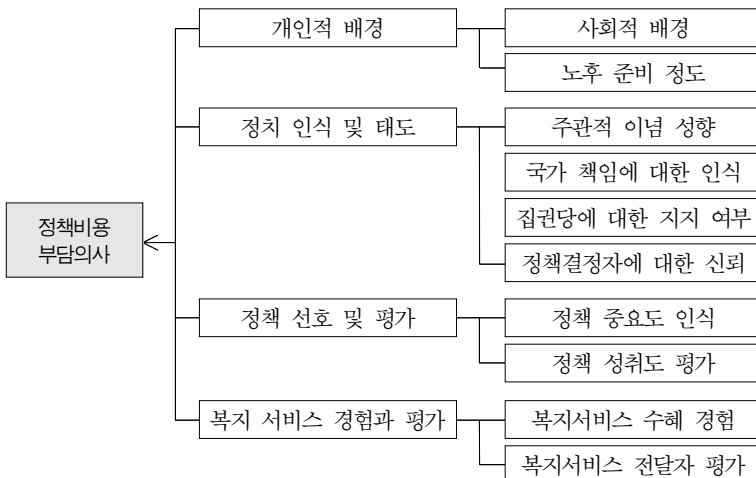 개인적 배경
사회적 배경
노후 준비 정도
정치 인식 및 태도
주관적 이념 성향
국가 책임에 대한 인식
집권당에 대한 지지 여부
정책결정자에 대한 신뢰
정책비용
부담의사
정책 선호 및 평가
정책 중요도 인식
정책 성취도 평가
복지 서비스 경험과 평가
복지서비스 수혜 경험
복지서비스 전달자 평가